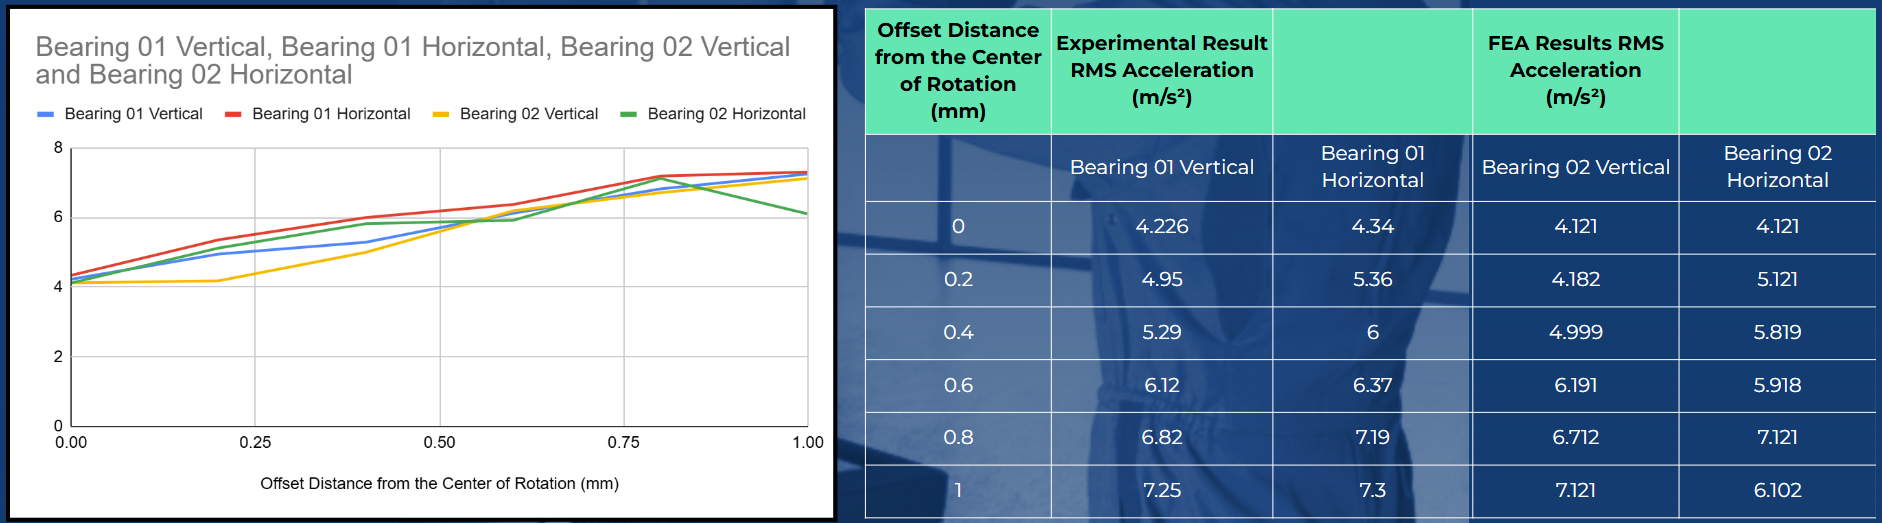 Bearing 01 Vertical, Bearing 01 Horizontal, Bearing 02 Vertical
and Bearing 02 Horizontal
Bearing 01 Vertical Bearing 01 Horizontal Bearing 02 Vertical Bearing 02 Horizontal
8
6
4
2
0
0.00 0.25 0.50 0.75 1.00
Offset Distance from the Center of Rotation (mm)
Offset Distance
from the Center
of Rotation
(mm)
Experimental Result
RMS Acceleration
(m/s²)
FEA Results RMS
Acceleration
(m/s²)
Bearing 01 Vertical
Bearing 01
Horizontal
Bearing 02 Vertical
Bearing 02
Horizontal
0 4.226 4.34 4.121 4.121
0.2 4.95 5.36 4.182 5.121
0.4 5.29 6 4.999 5.819
0.6 6.12 6.37 6.191 5.918
0.8 6.82 7.19 6.712 7.121
1 7.25 7.3 7.121 6.102